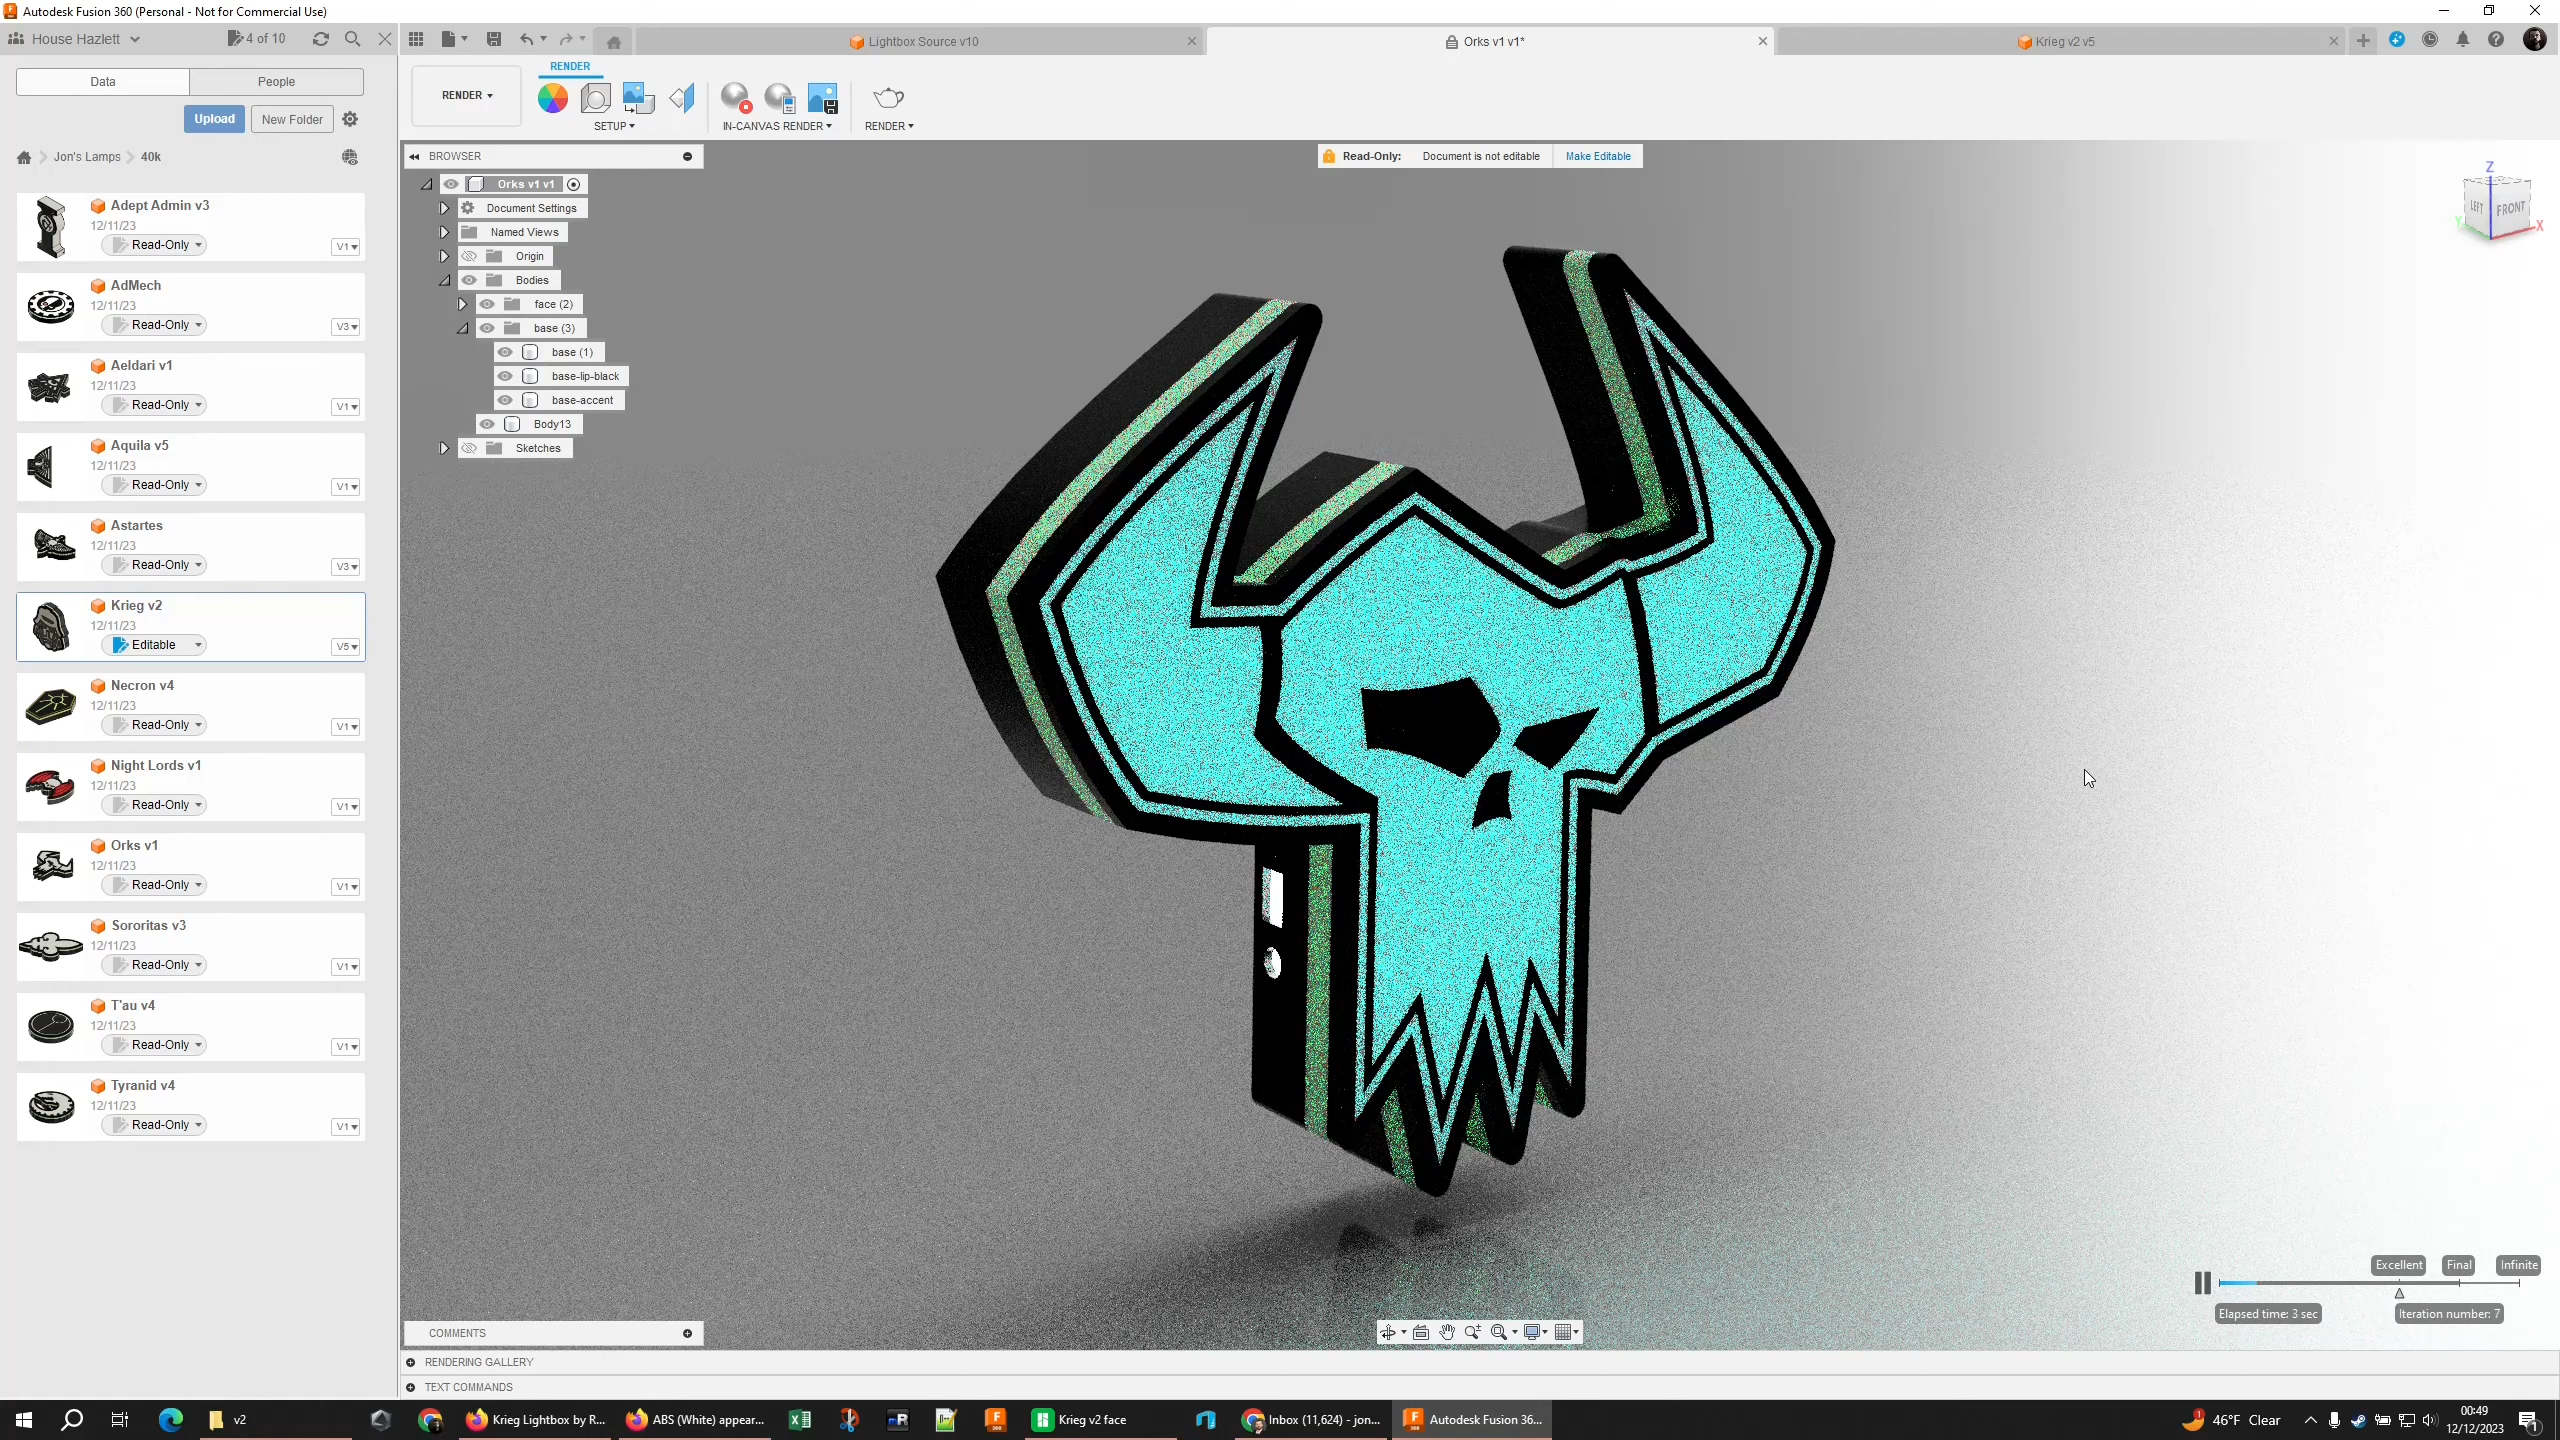 Autodesk Fusion 360 (Personal - Not for Commercial Use)
House Hazlett
4 of 10
Lightbox Source v10
Orks v1 v1*
Krieg v2 v5
Data
People
Upload
New Folder
Jon's Lamps
40k
RENDER
RENDER
SETUP
IN-CANVAS RENDER
RENDER
BROWSER
Read-Only:
Document is not editable
Make Editable
Orks v1 v1
Document Settings
Named Views
Origin
Bodies
face (2)
base (3)
base (1)
base-lip-black
base-accent
Body13
Sketches
Z
LEFT
FRONT
Y
X
Adept Admin v3
12/11/23
Read-Only
V1
AdMech
12/11/23
Read-Only
V3
Aeldari v1
12/11/23
Read-Only
V1
Aquila v5
12/11/23
Read-Only
V1
Astartes
12/11/23
Read-Only
V3
Krieg v2
12/11/23
Editable
V5
Necron v4
12/11/23
Read-Only
V1
Night Lords v1
12/11/23
Read-Only
V1
Orks v1
12/11/23
Read-Only
V1
Sororitas v3
12/11/23
Read-Only
V1
T'au v4
12/11/23
Read-Only
V1
Tyranid v4
12/11/23
Read-Only
V1
Excellent
Final
Infinite
Elapsed time: 3 sec
Iteration number: 7
COMMENTS
RENDERING GALLERY
TEXT COMMANDS
v2
Krieg Lightbox by R...
ABS (White) appear...
Krieg v2 face
Inbox (11,624) - jon...
Autodesk Fusion 36...
46°F Clear
00:49
12/12/2023